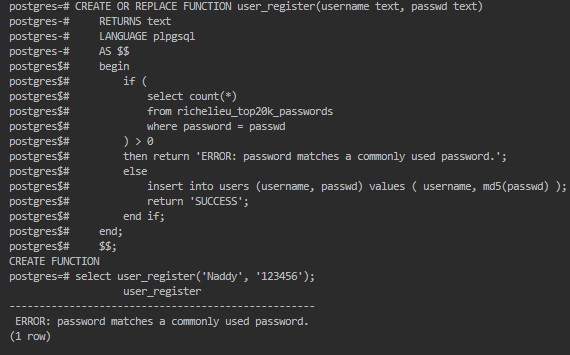 postgres=# CREATE OR REPLACE FUNCTION user_register(username text, passwd text)
postgres-#     RETURNS text
postgres-#     LANGUAGE plpgsql
postgres-#     AS $$
postgres$#     begin
postgres$#         if (
postgres$#             select count(*)
postgres$#             from richelieu_top20k_passwords
postgres$#             where password = passwd
postgres$#         ) > 0
postgres$#         then return 'ERROR: password matches a commonly used password.';
postgres$#         else
postgres$#             insert into users (username, passwd) values ( username, md5(passwd) );
postgres$#             return 'SUCCESS';
postgres$#         end if;
postgres$#     end;
postgres$#     $$;
CREATE FUNCTION
postgres=# select user_register('Naddy', '123456');
                   user_register
---------------------------------------------------
 ERROR: password matches a commonly used password.
(1 row)